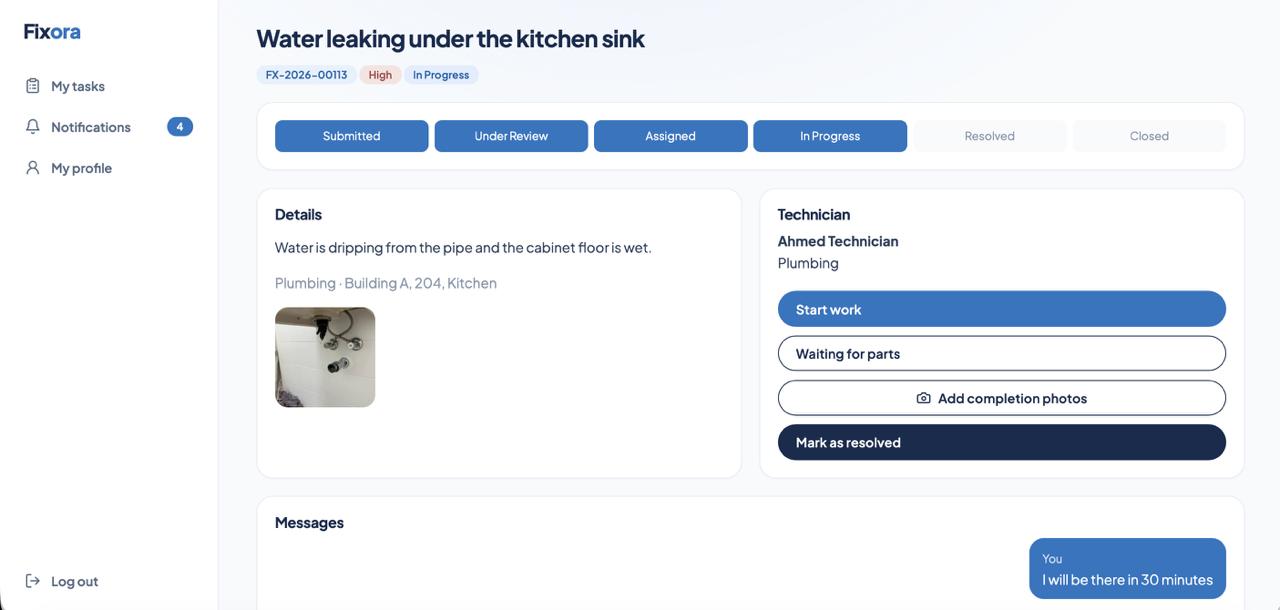 Fixora
My tasks
Notifications 4
My profile
Log out
Water leaking under the kitchen sink
FX-2026-00113 High In Progress
Submitted Under Review Assigned In Progress Resolved Closed
Details
Water is dripping from the pipe and the cabinet floor is wet.
Plumbing · Building A, 204, Kitchen
Technician
Ahmed Technician
Plumbing
Start work
Waiting for parts
Add completion photos
Mark as resolved
Messages
You
I will be there in 30 minutes